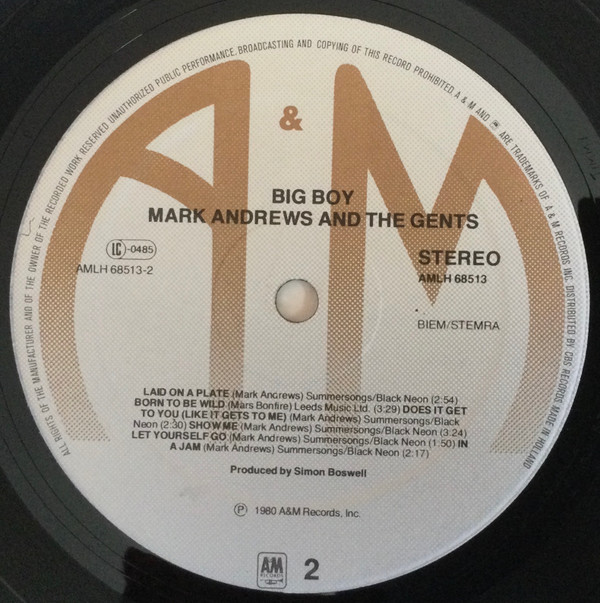 ALL RIGHTS OF THE MANUFACTURER AND OF THE OWNER OF THE RECORDED WORK RESERVED. UNAUTHORIZED PUBLIC PERFORMANCE, BROADCASTING AND COPYING OF THIS RECORD PROHIBITED. A & M AND ARE TRADEMARKS OF A & M RECORDS INC. DISTRIBUTED BY CBS RECORDS MADE IN HOLLAND
A & M
BIG BOY
MARK ANDREWS AND THE GENTS
LC-0485
AMLH 68513-2
STEREO
AMLH 68513
BIEM/STEMRA
LAID ON A PLATE (Mark Andrews) Summersongs/Black Neon (2:54)
BORN TO BE WILD (Mars Bonfire) Leeds Music Ltd. (3:29) DOES IT GET
TO YOU (LIKE IT GETS TO ME) (Mark Andrews) Summersongs/Black
Neon (2:30) SHOW ME (Mark Andrews) Summersongs/Black Neon (3:24)
LET YOURSELF GO (Mark Andrews) Summersongs/Black Neon (1:50) IN
A JAM (Mark Andrews) Summersongs/Black Neon (2:17)
Produced by Simon Boswell
℗ 1980 A&M Records, Inc.
A&M
RECORDS
2